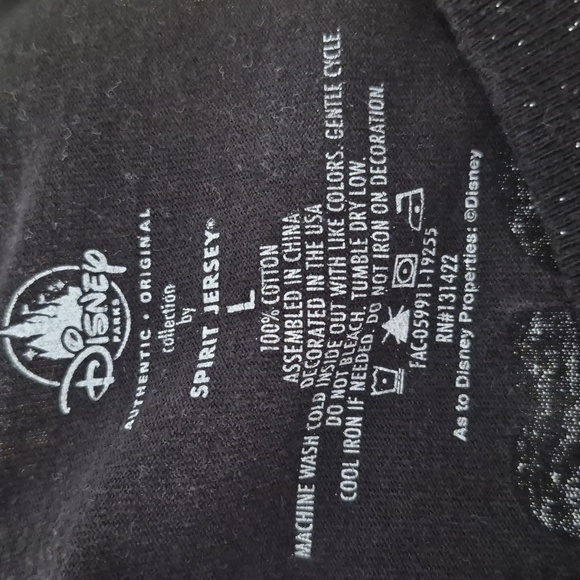 Disney
PARKS
AUTHENTIC • ORIGINAL
collection
by
SPIRIT JERSEY®
L
100% COTTON
ASSEMBLED IN CHINA
DECORATED IN THE USA
MACHINE WASH COLD INSIDE OUT WITH LIKE COLORS. GENTLE CYCLE.
DO NOT BLEACH, TUMBLE DRY LOW.
COOL IRON IF NEEDED. DO NOT IRON ON DECORATION.
FAC059911-19255
RN#131422
As to Disney Properties: ©Disney